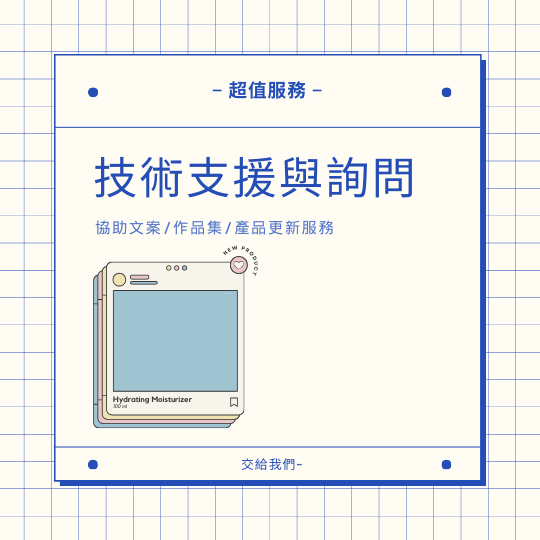 – 超值服務 –
技術支援與詢問
協助文案/作品集/產品更新服務
NEW PRODUCT
Hydrating Moisturizer
100 ml
交給我們~